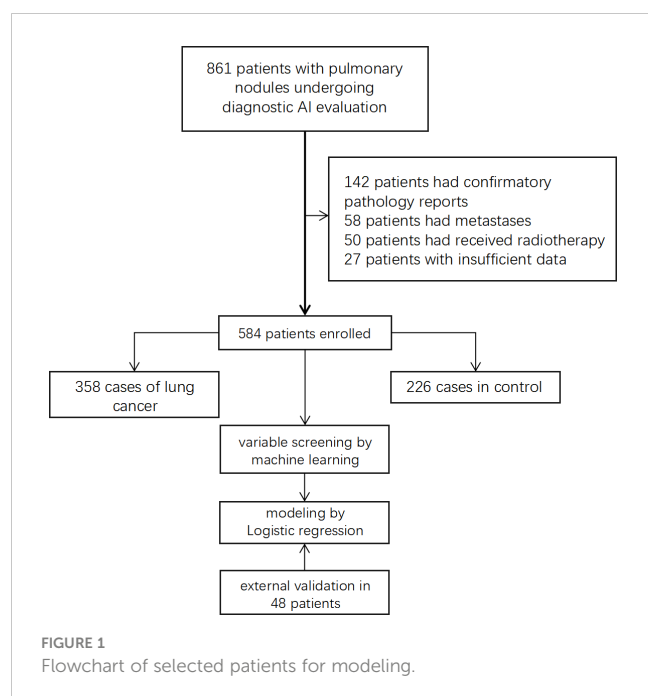 861 patients with pulmonary
nodules undergoing
diagnostic AI evaluation
142 patients had confirmatory
pathology reports
58 patients had metastases
50 patients had received radiotherapy
27 patients with insufficient data
584 patients enrolled
358 cases of lung
cancer
226 cases in control
variable screening by
machine learning
modeling by
Logistic regression
external validation in
48 patients
FIGURE 1
Flowchart of selected patients for modeling.